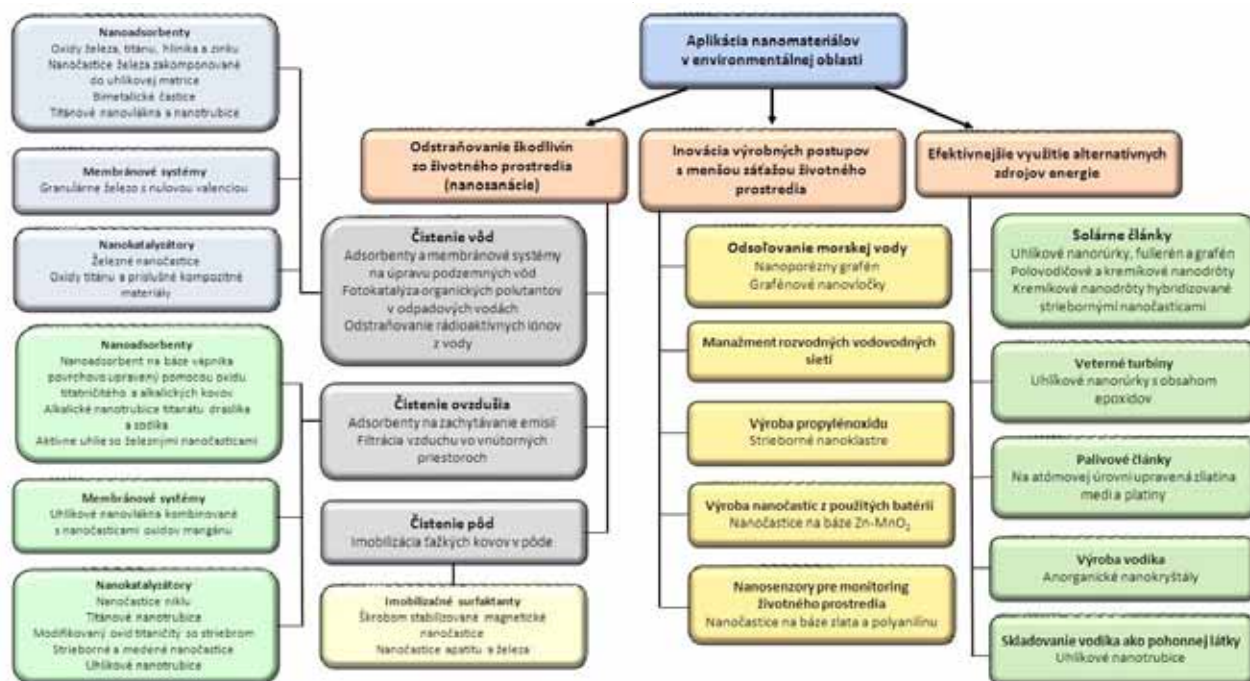 Aplikácia nanomateriálov
v environmentálnej oblasti
Odstraňovanie škodlivín
zo životného prostredia
(nanosanácie)
Inovácia výrobných postupov
s menšou záťažou životného
prostredia
Efektívnejšie využitie alternatívnych
zdrojov energie
Nanoadsorbenty
Oxidy železa, titánu, hliníka a zinku
Nanočastice železa zakomponované
do uhlíkovej matrice
Bimetalické častice
Titánové nanovlákna a nanotrubice
Membránové systémy
Granulárne železo s nulovou valenciou
Nanokatalyzátory
Železné nanočastice
Oxidy titánu a príslušné kompozitné
materiály
Nanoadsorbenty
Nanoadsorbent na báze vápnika
povrchovo upravený pomocou oxidu
titatričitého a alkalických kovov
Alkalické nanotrubice titanátu draslíka
a sodíka
Aktívne uhlie so železnými nanočasticami
Membránové systémy
Uhlíkové nanovlákna kombinované
s nanočasticami oxidov mangánu
Nanokatalyzátory
Nanočastice niklu
Titánové nanotrubice
Modifikovaný oxid titaničitý so striebrom
Strieborné a medené nanočastice
Uhlíkové nanotrubice
Čistenie vôd
Adsorbenty a membránové systémy
na úpravu podzemných vôd
Fotokatalýza organických polutantov
v odpadových vodách
Odstraňovanie rádioaktívnych iónov
z vody
Čistenie ovzdušia
Adsorbenty na zachytávanie emisií
Filtrácia vzduchu vo vnútorných
priestoroch
Čistenie pôd
Imobilizácia ťažkých kovov v pôde
Imobilizačné surfaktanty
Škrobom stabilizované magnetické
nanočastice
Nanočastice apatitu a železa
Odsoľovanie morskej vody
Nanoporézny grafén
Grafénové nanovločky
Manažment rozvodných vodovodných
sietí
Výroba propylénoxidu
Strieborné nanoklastre
Výroba nanočastíc z použitých batérií
Nanočastice na báze Zn-MnO₂
Nanosenzory pre monitoring
životného prostredia
Nanočastice na báze zlata a polyanilínu
Solárne články
Uhlíkové nanorúrky, fullerén a grafén
Polovodičové a kremíkové nanodrôty
Kremíkové nanodrôty hybridizované
striebornými nanočasticami
Veterné turbíny
Uhlíkové nanorúrky s obsahom
epoxidov
Palivové články
Na atómovej úrovni upravená zliatina
medi a platiny
Výroba vodíka
Anorganické nanokryštály
Skladovanie vodíka ako pohonnej látky
Uhlíkové nanotrubice